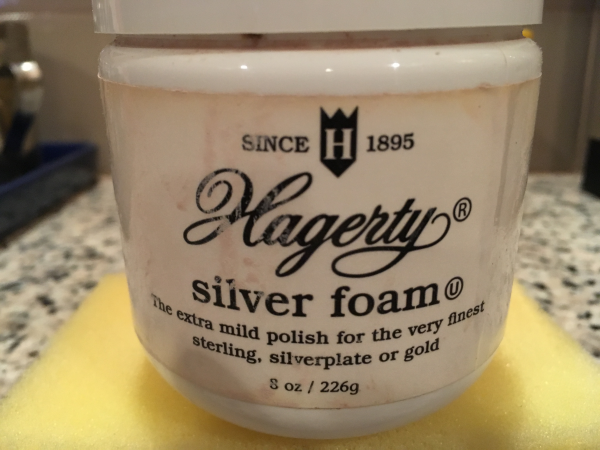 SINCE H 1895
Hagerty®
silver foam Ⓤ
The extra mild polish for the very finest
sterling, silverplate or gold
8 oz / 226g